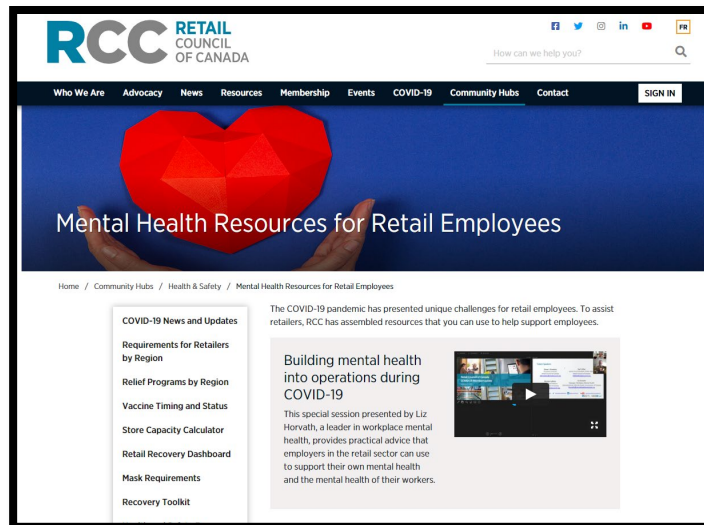 RCC RETAIL
COUNCIL
OF CANADA
FR
How can we help you?
Who We Are Advocacy News Resources Membership Events COVID-19 Community Hubs Contact SIGN IN
Mental Health Resources for Retail Employees
Home / Community Hubs / Health & Safety / Mental Health Resources for Retail Employees
COVID-19 News and Updates
Requirements for Retailers
by Region
Relief Programs by Region
Vaccine Timing and Status
Store Capacity Calculator
Retail Recovery Dashboard
Mask Requirements
Recovery Toolkit
The COVID-19 pandemic has presented unique challenges for retail employees. To assist
retailers, RCC has assembled resources that you can use to help support employees.
Building mental health
into operations during
COVID-19
This special session presented by Liz
Horvath, a leader in workplace mental
health, provides practical advice that
employers in the retail sector can use
to support their own mental health
and the mental health of their workers.